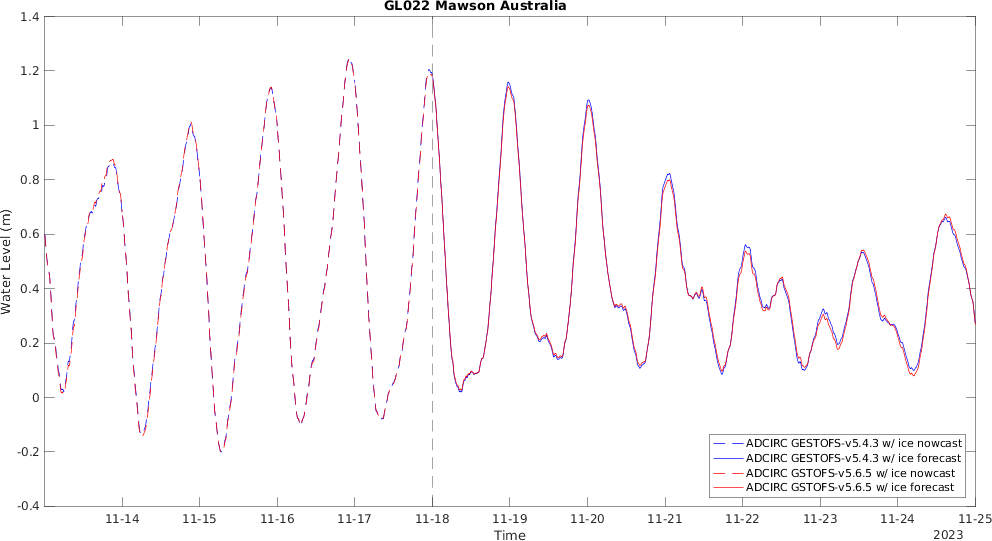 GL022 Mawson Australia
1.4
1.2
1
0.8
0.6
0.4
0.2
0
-0.2
-0.4
Water Level (m)
ADCIRC GESTOFS-v5.4.3 w/ ice nowcast
ADCIRC GESTOFS-v5.4.3 w/ ice forecast
ADCIRC GSTOFS-v5.6.5 w/ ice nowcast
ADCIRC GSTOFS-v5.6.5 w/ ice forecast
11-14 11-15 11-16 11-17 11-18 11-19 11-20 11-21 11-22 11-23 11-24 11-25
Time
2023